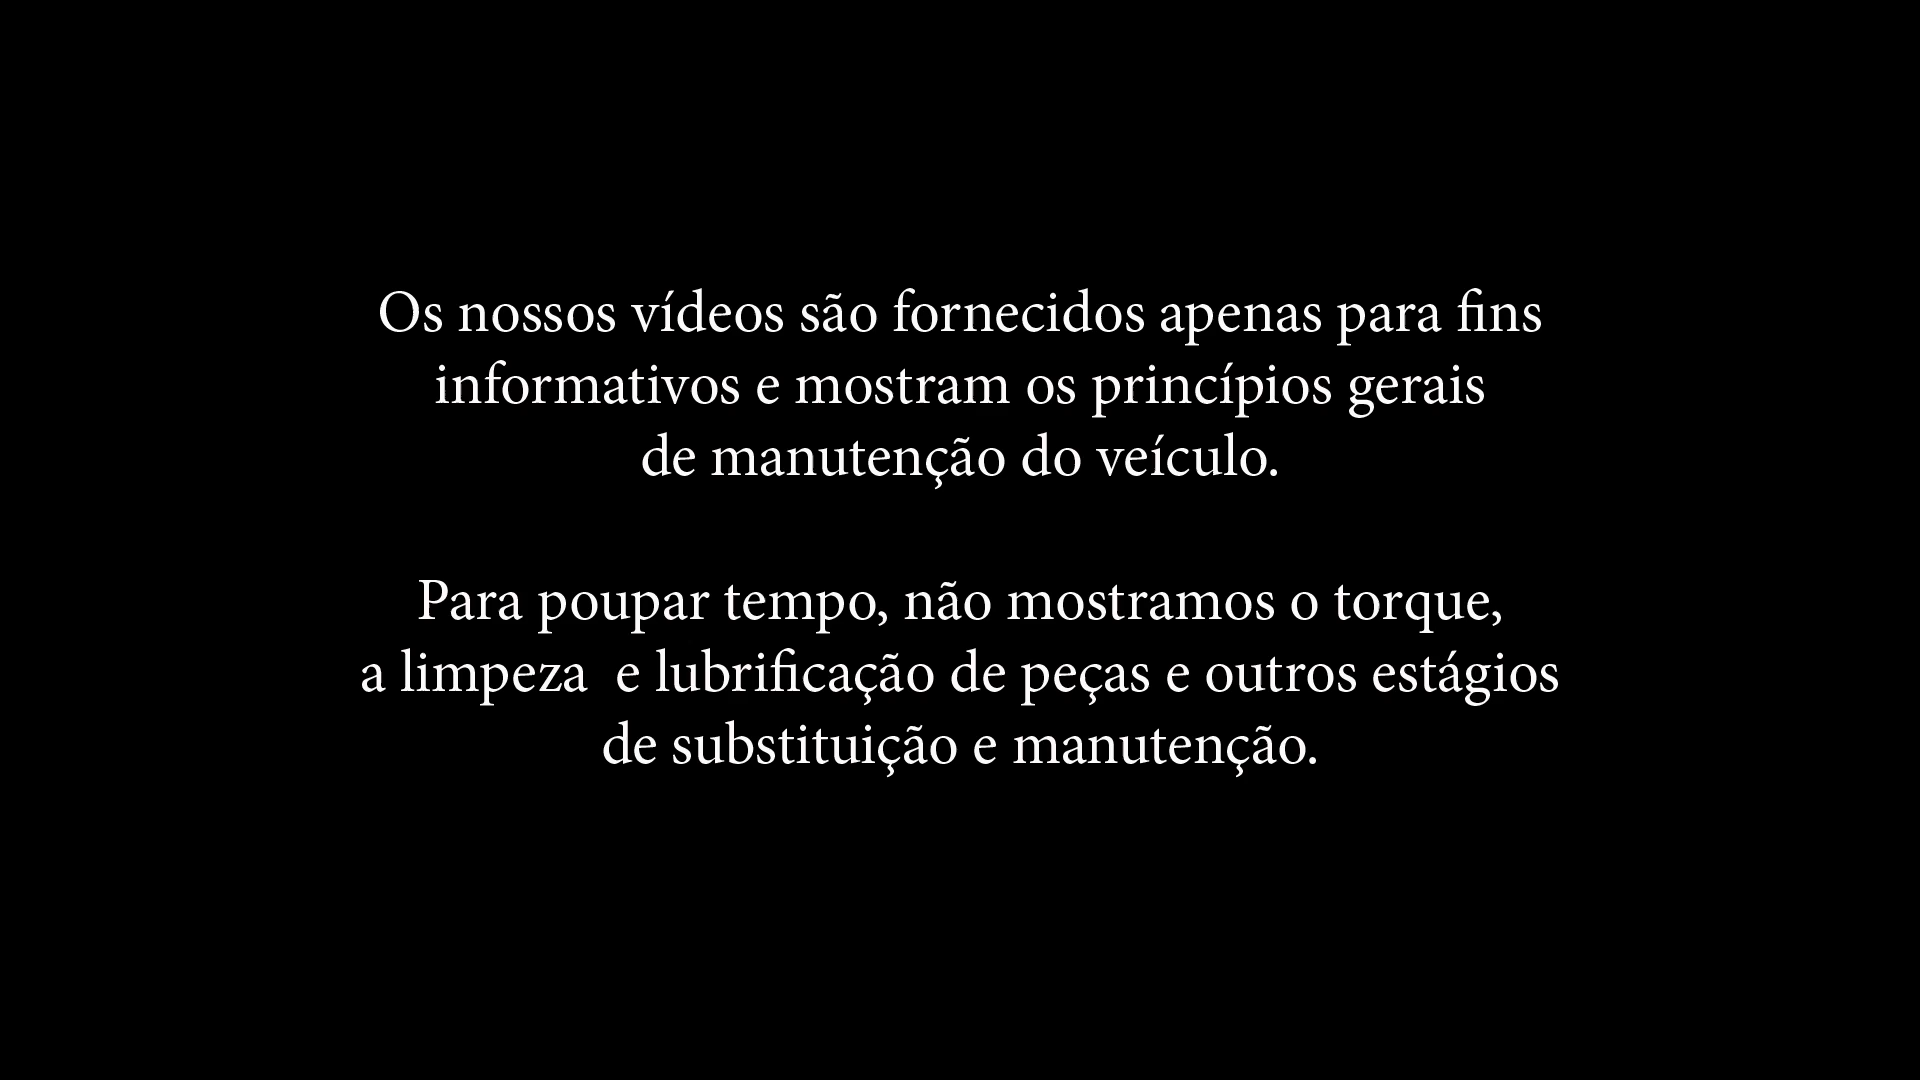 Os nossos vídeos são fornecidos apenas para fins
informativos e mostram os princípios gerais
de manutenção do veículo.
Para poupar tempo, não mostramos o torque,
a limpeza  e lubrificação de peças e outros estágios
de substituição e manutenção.